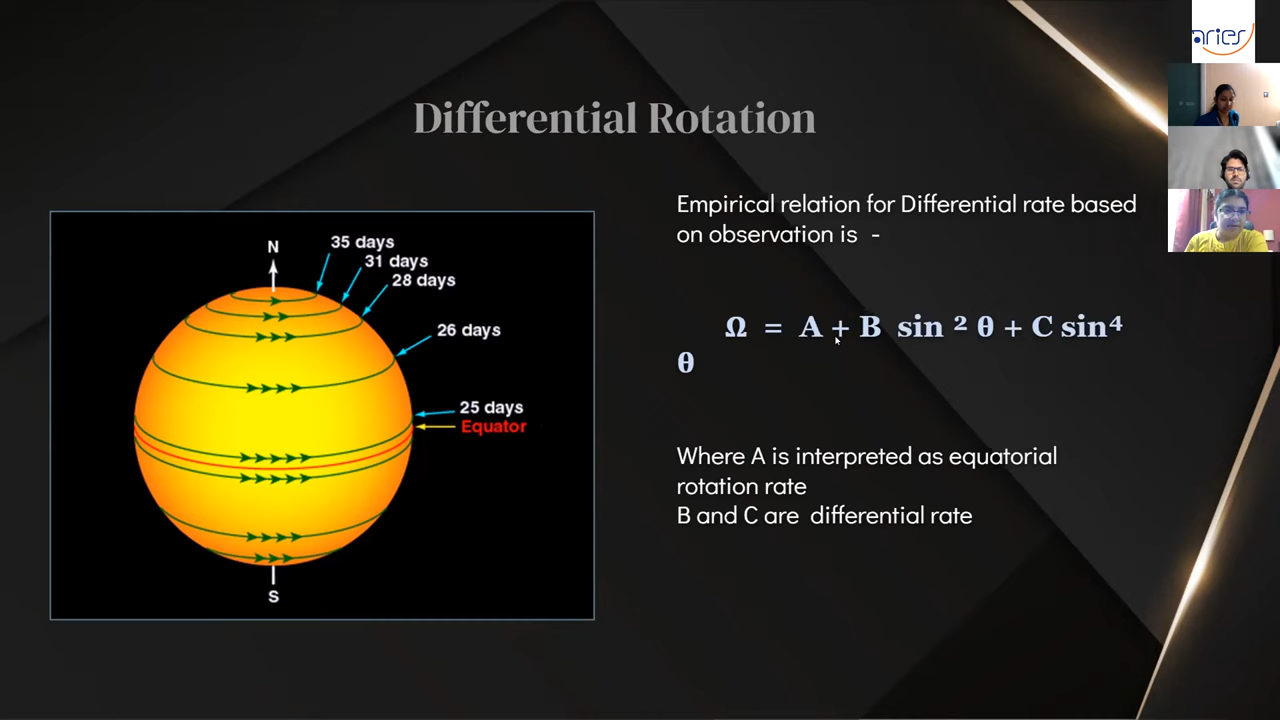 aries
Differential Rotation
Empirical relation for Differential rate based
on observation is -
N
35 days
31 days
28 days
26 days
25 days
Equator
S
Ω = A + B sin ² θ + C sin⁴
θ
Where A is interpreted as equatorial
rotation rate
B and C are differential rate